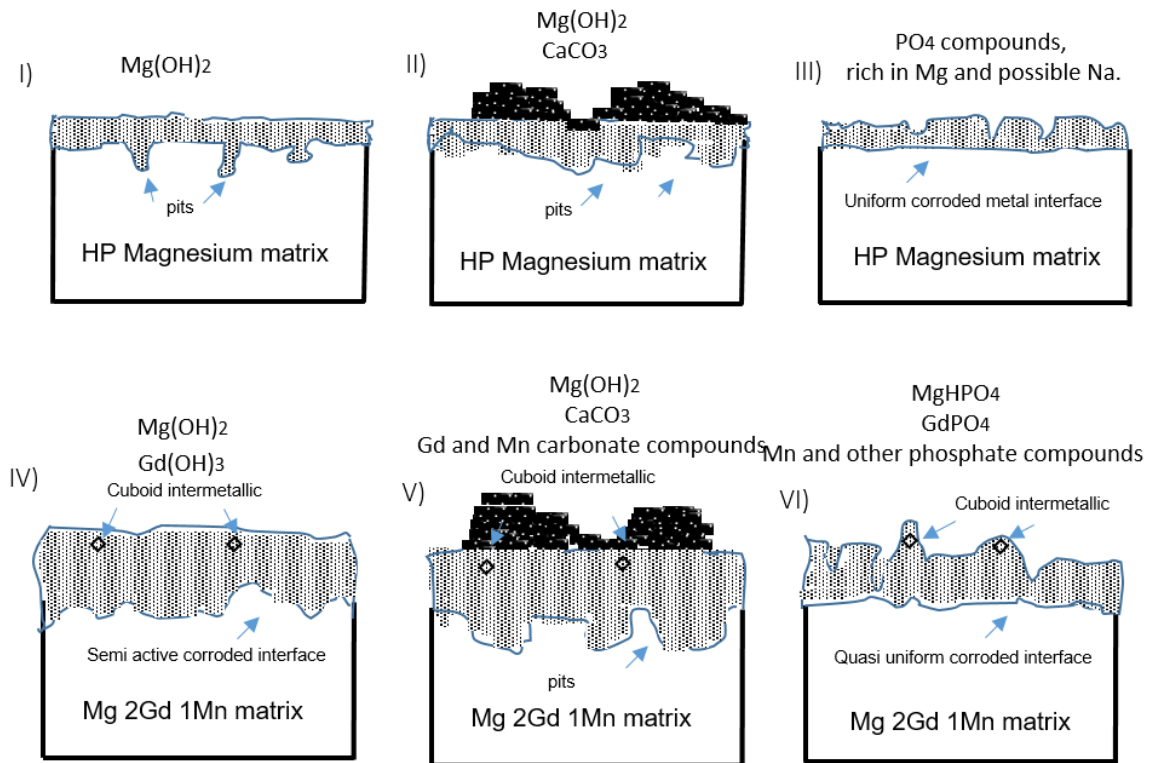 I)
Mg(OH)2
pits
HP Magnesium matrix
II)
Mg(OH)2
CaCO3
pits
HP Magnesium matrix
III)
PO4 compounds,
rich in Mg and possible Na.
Uniform corroded metal interface
HP Magnesium matrix
IV)
Mg(OH)2
Gd(OH)3
Cuboid intermetallic
Semi active corroded interface
Mg 2Gd 1Mn matrix
V)
Mg(OH)2
CaCO3
Gd and Mn carbonate compounds
Cuboid intermetallic
pits
Mg 2Gd 1Mn matrix
VI)
MgHPO4
GdPO4
Mn and other phosphate compounds
Cuboid intermetallic
Quasi uniform corroded interface
Mg 2Gd 1Mn matrix